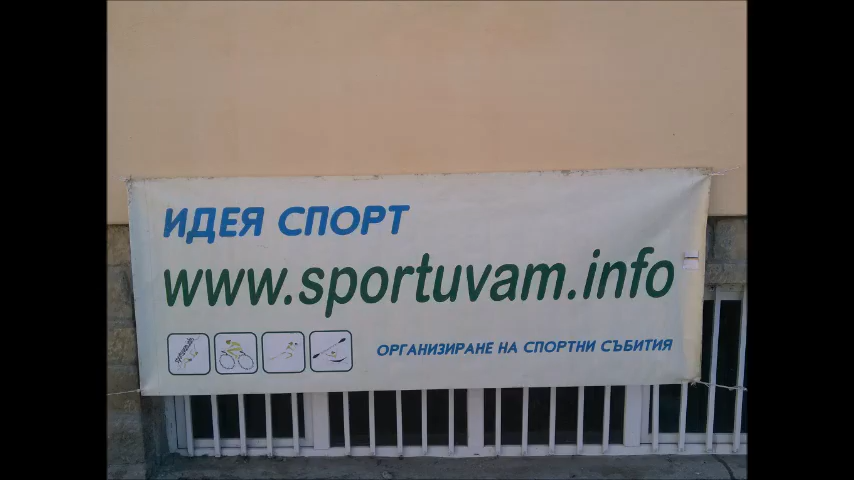 ИДЕЯ СПОРТ
www.sportuvam.info
ОРГАНИЗИРАНЕ НА СПОРТНИ СЪБИТИЯ